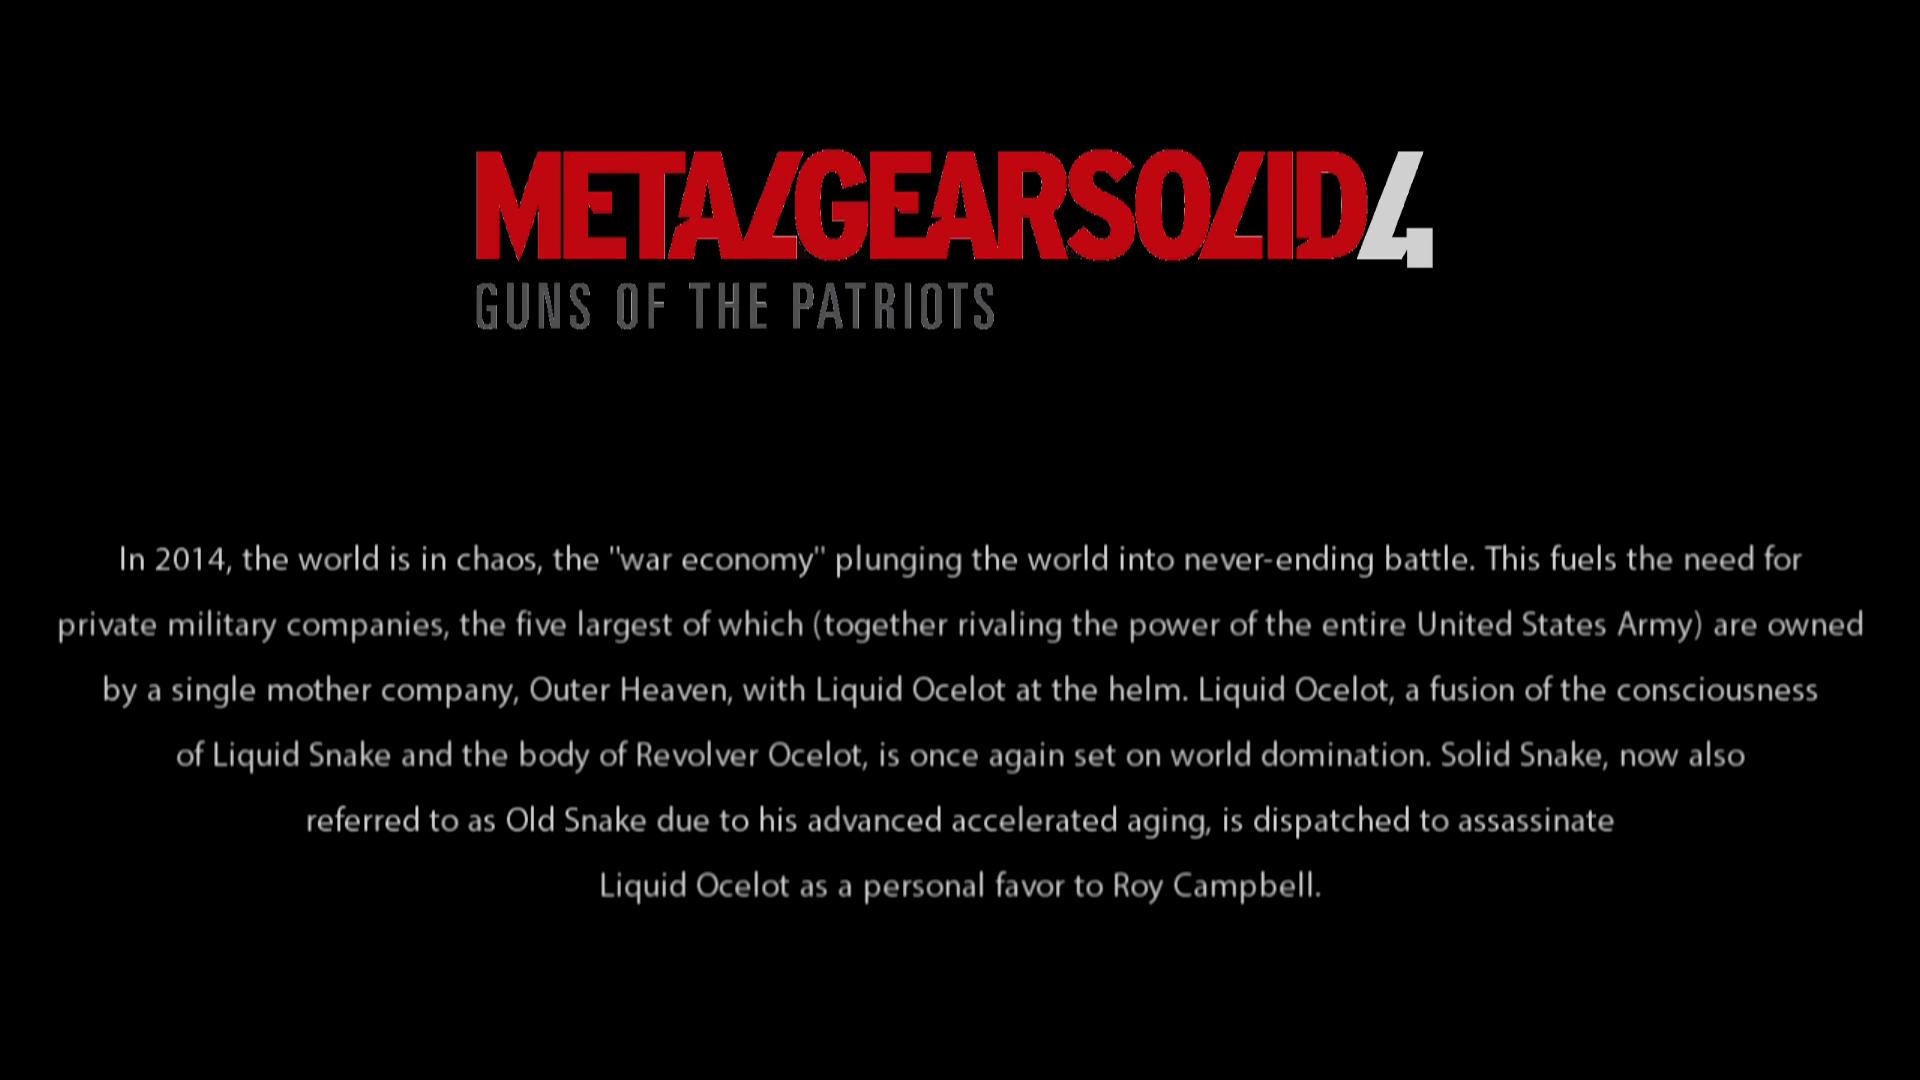 METAL GEAR SOLID 4
GUNS OF THE PATRIOTS
In 2014, the world is in chaos, the "war economy" plunging the world into never-ending battle. This fuels the need for
private military companies, the five largest of which (together rivaling the power of the entire United States Army) are owned
by a single mother company, Outer Heaven, with Liquid Ocelot at the helm. Liquid Ocelot, a fusion of the consciousness
of Liquid Snake and the body of Revolver Ocelot, is once again set on world domination. Solid Snake, now also
referred to as Old Snake due to his advanced accelerated aging, is dispatched to assassinate
Liquid Ocelot as a personal favor to Roy Campbell.